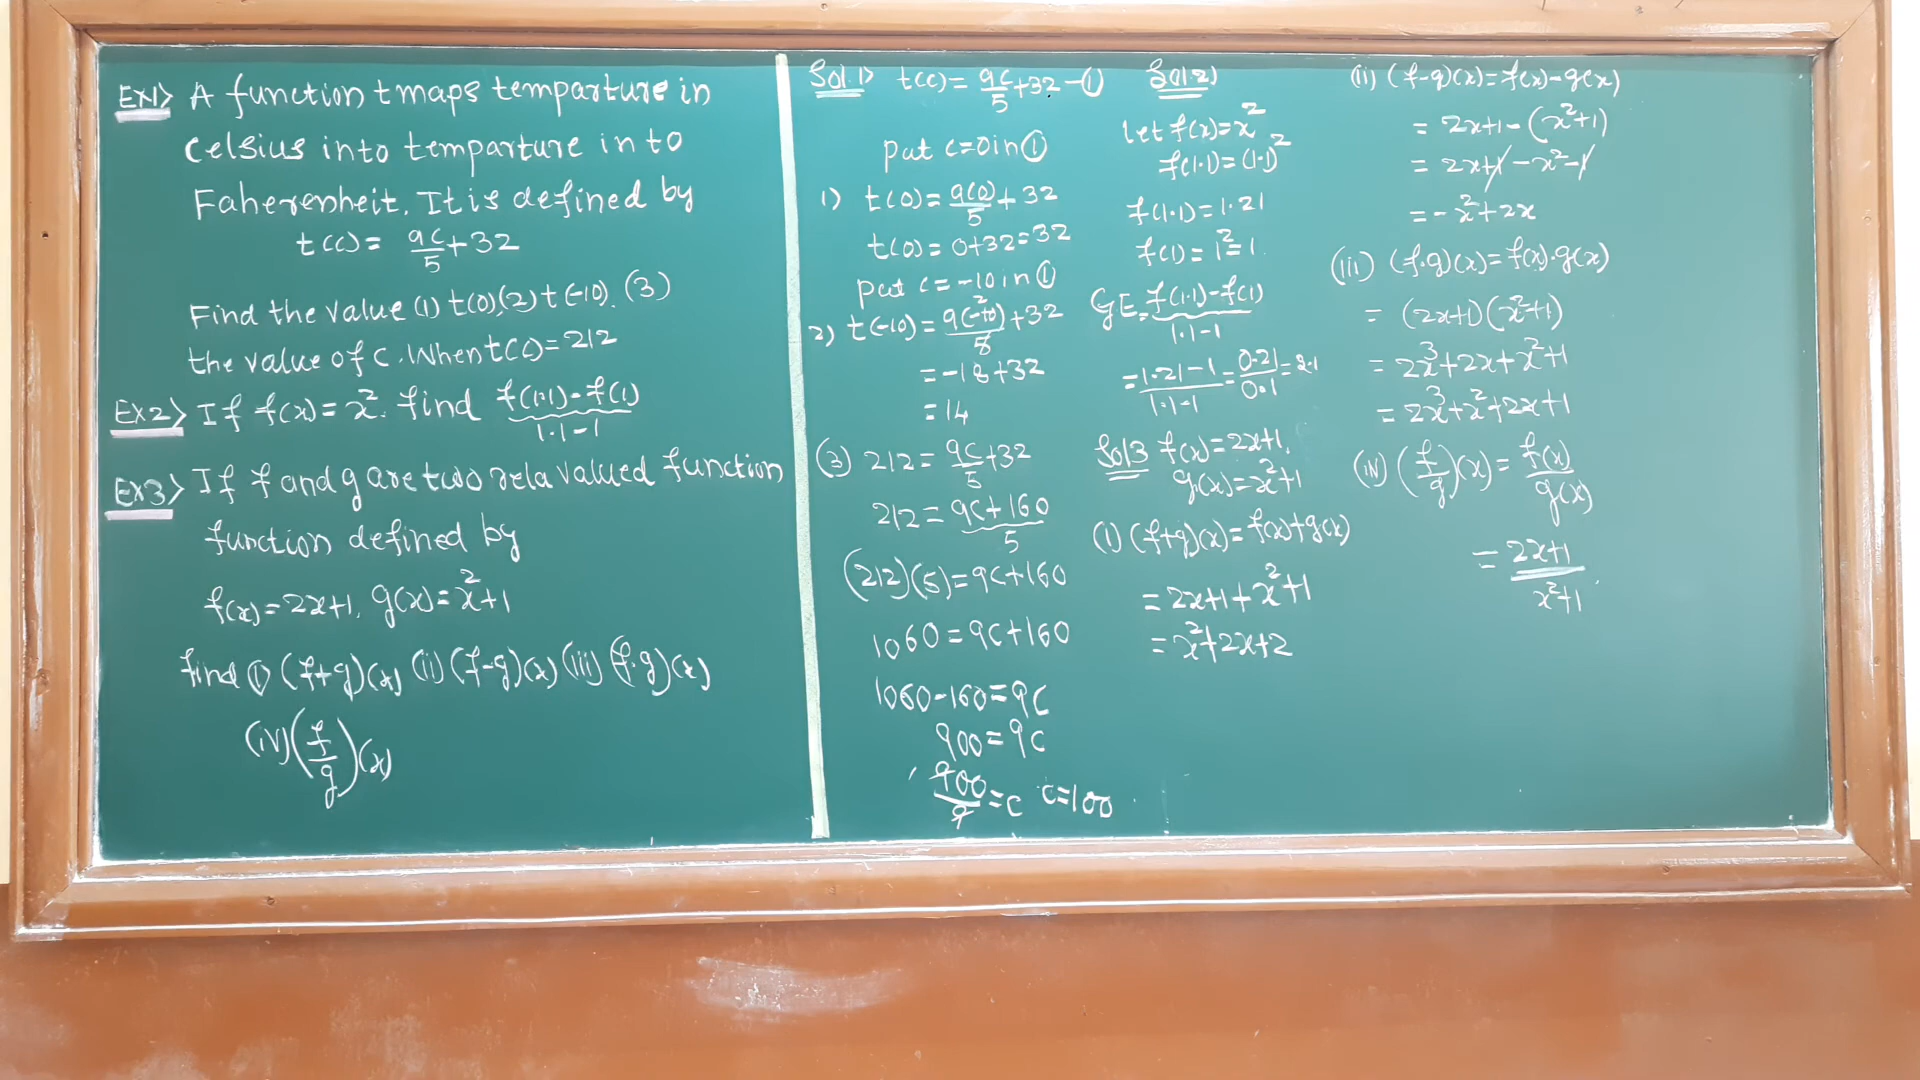 Ex1> A function t maps temparture in
Celsius into temparture in to
Faherenheit. It is defined by
t(c) = 9c/5 + 32
Find the value (1) t(0), (2) t(-10). (3)
the value of c. When t(c) = 212
Ex2> If f(x) = x². find f(1.1) - f(1) / 1.1 - 1
Ex3> If f and g are two rela valued function
function defined by
f(x) = 2x+1, g(x) = x²+1
find (i) (f+g)(x) (ii) (f-g)(x) (iii) (f.g)(x)
(iv) (f/g)(x)
Sol.1> t(c) = 9c/5 + 32 - ①
put c=0 in ①
1) t(0) = 9(0)/5 + 32
t(0) = 0+32 = 32
put c = -10 in ①
2) t(-10) = 9(-10)/5 + 32
= -18+32
= 14
(3) 212 = 9c/5 + 32
212 = 9c+160 / 5
(212)(5) = 9c+160
1060 = 9c+160
1060-160 = 9c
900 = 9c
900/9 = c c=100
Sol 2)
let f(x) = x²
f(1.1) = (1.1)²
f(1.1) = 1.21
f(1) = 1² = 1.
G.E = f(1.1) - f(1) / 1.1 - 1
= 1.21 - 1 / 1.1 - 1 = 0.21/0.1 = 2.1
Sol3 f(x) = 2x+1,
g(x) = x²+1
(i) (f+g)(x) = f(x)+g(x)
= 2x+1+x²+1
= x²+2x+2
(ii) (f-g)(x) = f(x)-g(x)
= 2x+1-(x²+1)
= 2x+1-x²-1
= -x²+2x
(iii) (f.g)(x) = f(x).g(x)
= (2x+1)(x²+1)
= 2x³+2x+x²+1
= 2x³+x²+2x+1
(iv) (f/g)(x) = f(x)/g(x)
= 2x+1 / x²+1